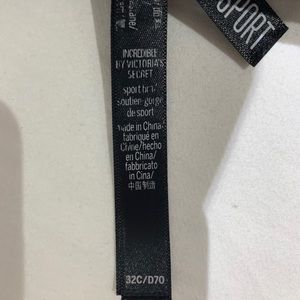 SPORT
INCREDIBLE
BY VICTORIA'S
SECRET
sport bra/
soutien-gorge
de sport
made in China/
fabriqué en
Chine/hecho
en China/
fabbricato
in Cina/
中国制造
32C/D70